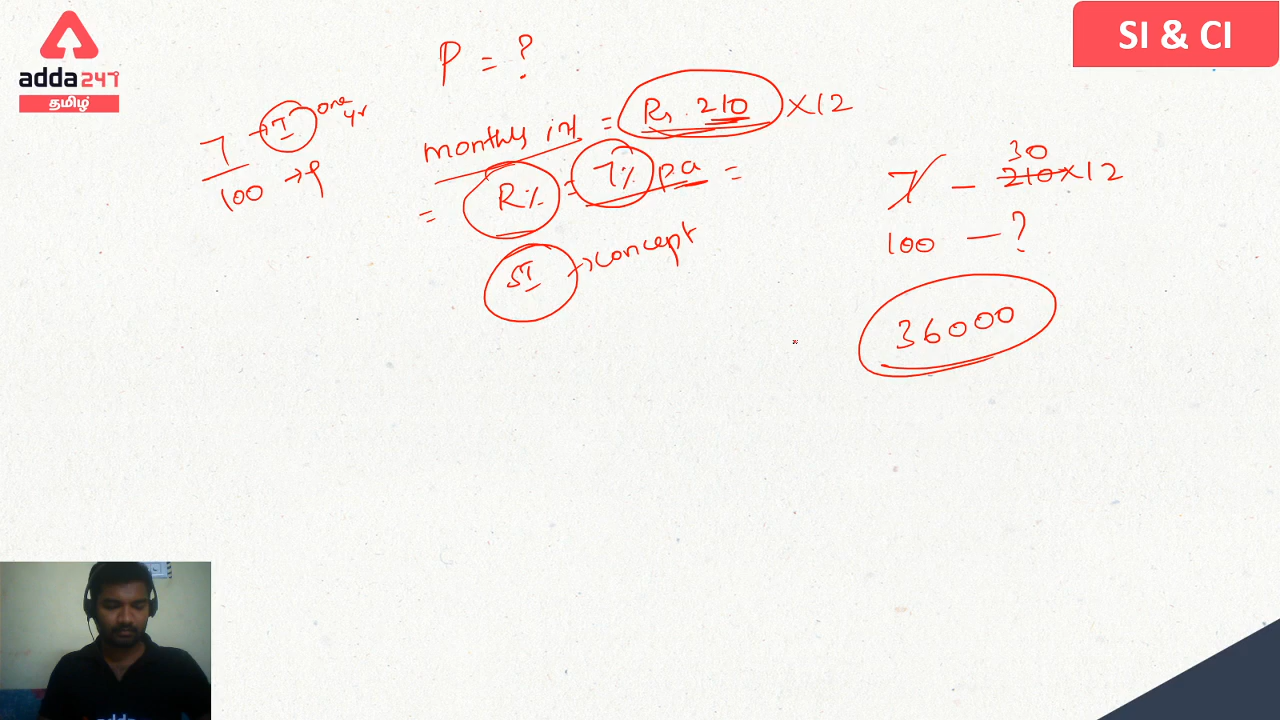 SI & CI
adda247
தமிழ்
P = ?
7 → I one yr
100 → P
monthly int = Rs. 210 × 12
= R% = 7% pa =
SI → concept
30
7 – 210×12
100 – ?
36000
adda